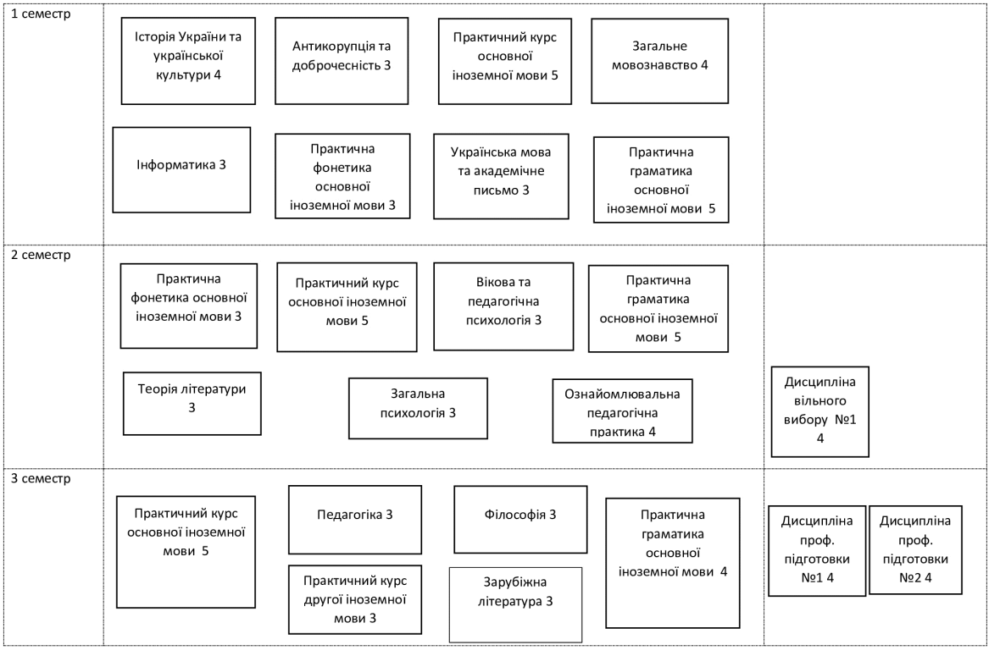 1 семестр
Історія України та
української
культури 4
Антикорупція та
доброчесність 3
Практичний курс
основної
іноземної мови 5
Загальне
мовознавство 4
Інформатика 3
Практична
фонетика
основної
іноземної мови 3
Українська мова
та академічне
письмо 3
Практична
граматика
основної
іноземної мови 5
2 семестр
Практична
фонетика основної
іноземної мови 3
Практичний курс
основної іноземної
мови 5
Вікова та
педагогічна
психологія 3
Практична
граматика
основної іноземної
мови 5
Теорія літератури
3
Загальна
психологія 3
Ознайомлювальна
педагогічна
практика 4
Дисципліна
вільного
вибору №1
4
3 семестр
Практичний курс
основної іноземної
мови 5
Педагогіка 3
Філософія 3
Практична
граматика
основної
іноземної мови 4
Практичний курс
другої іноземної
мови 3
Зарубіжна
література 3
Дисципліна
проф.
підготовки
№1 4
Дисципліна
проф.
підготовки
№2 4